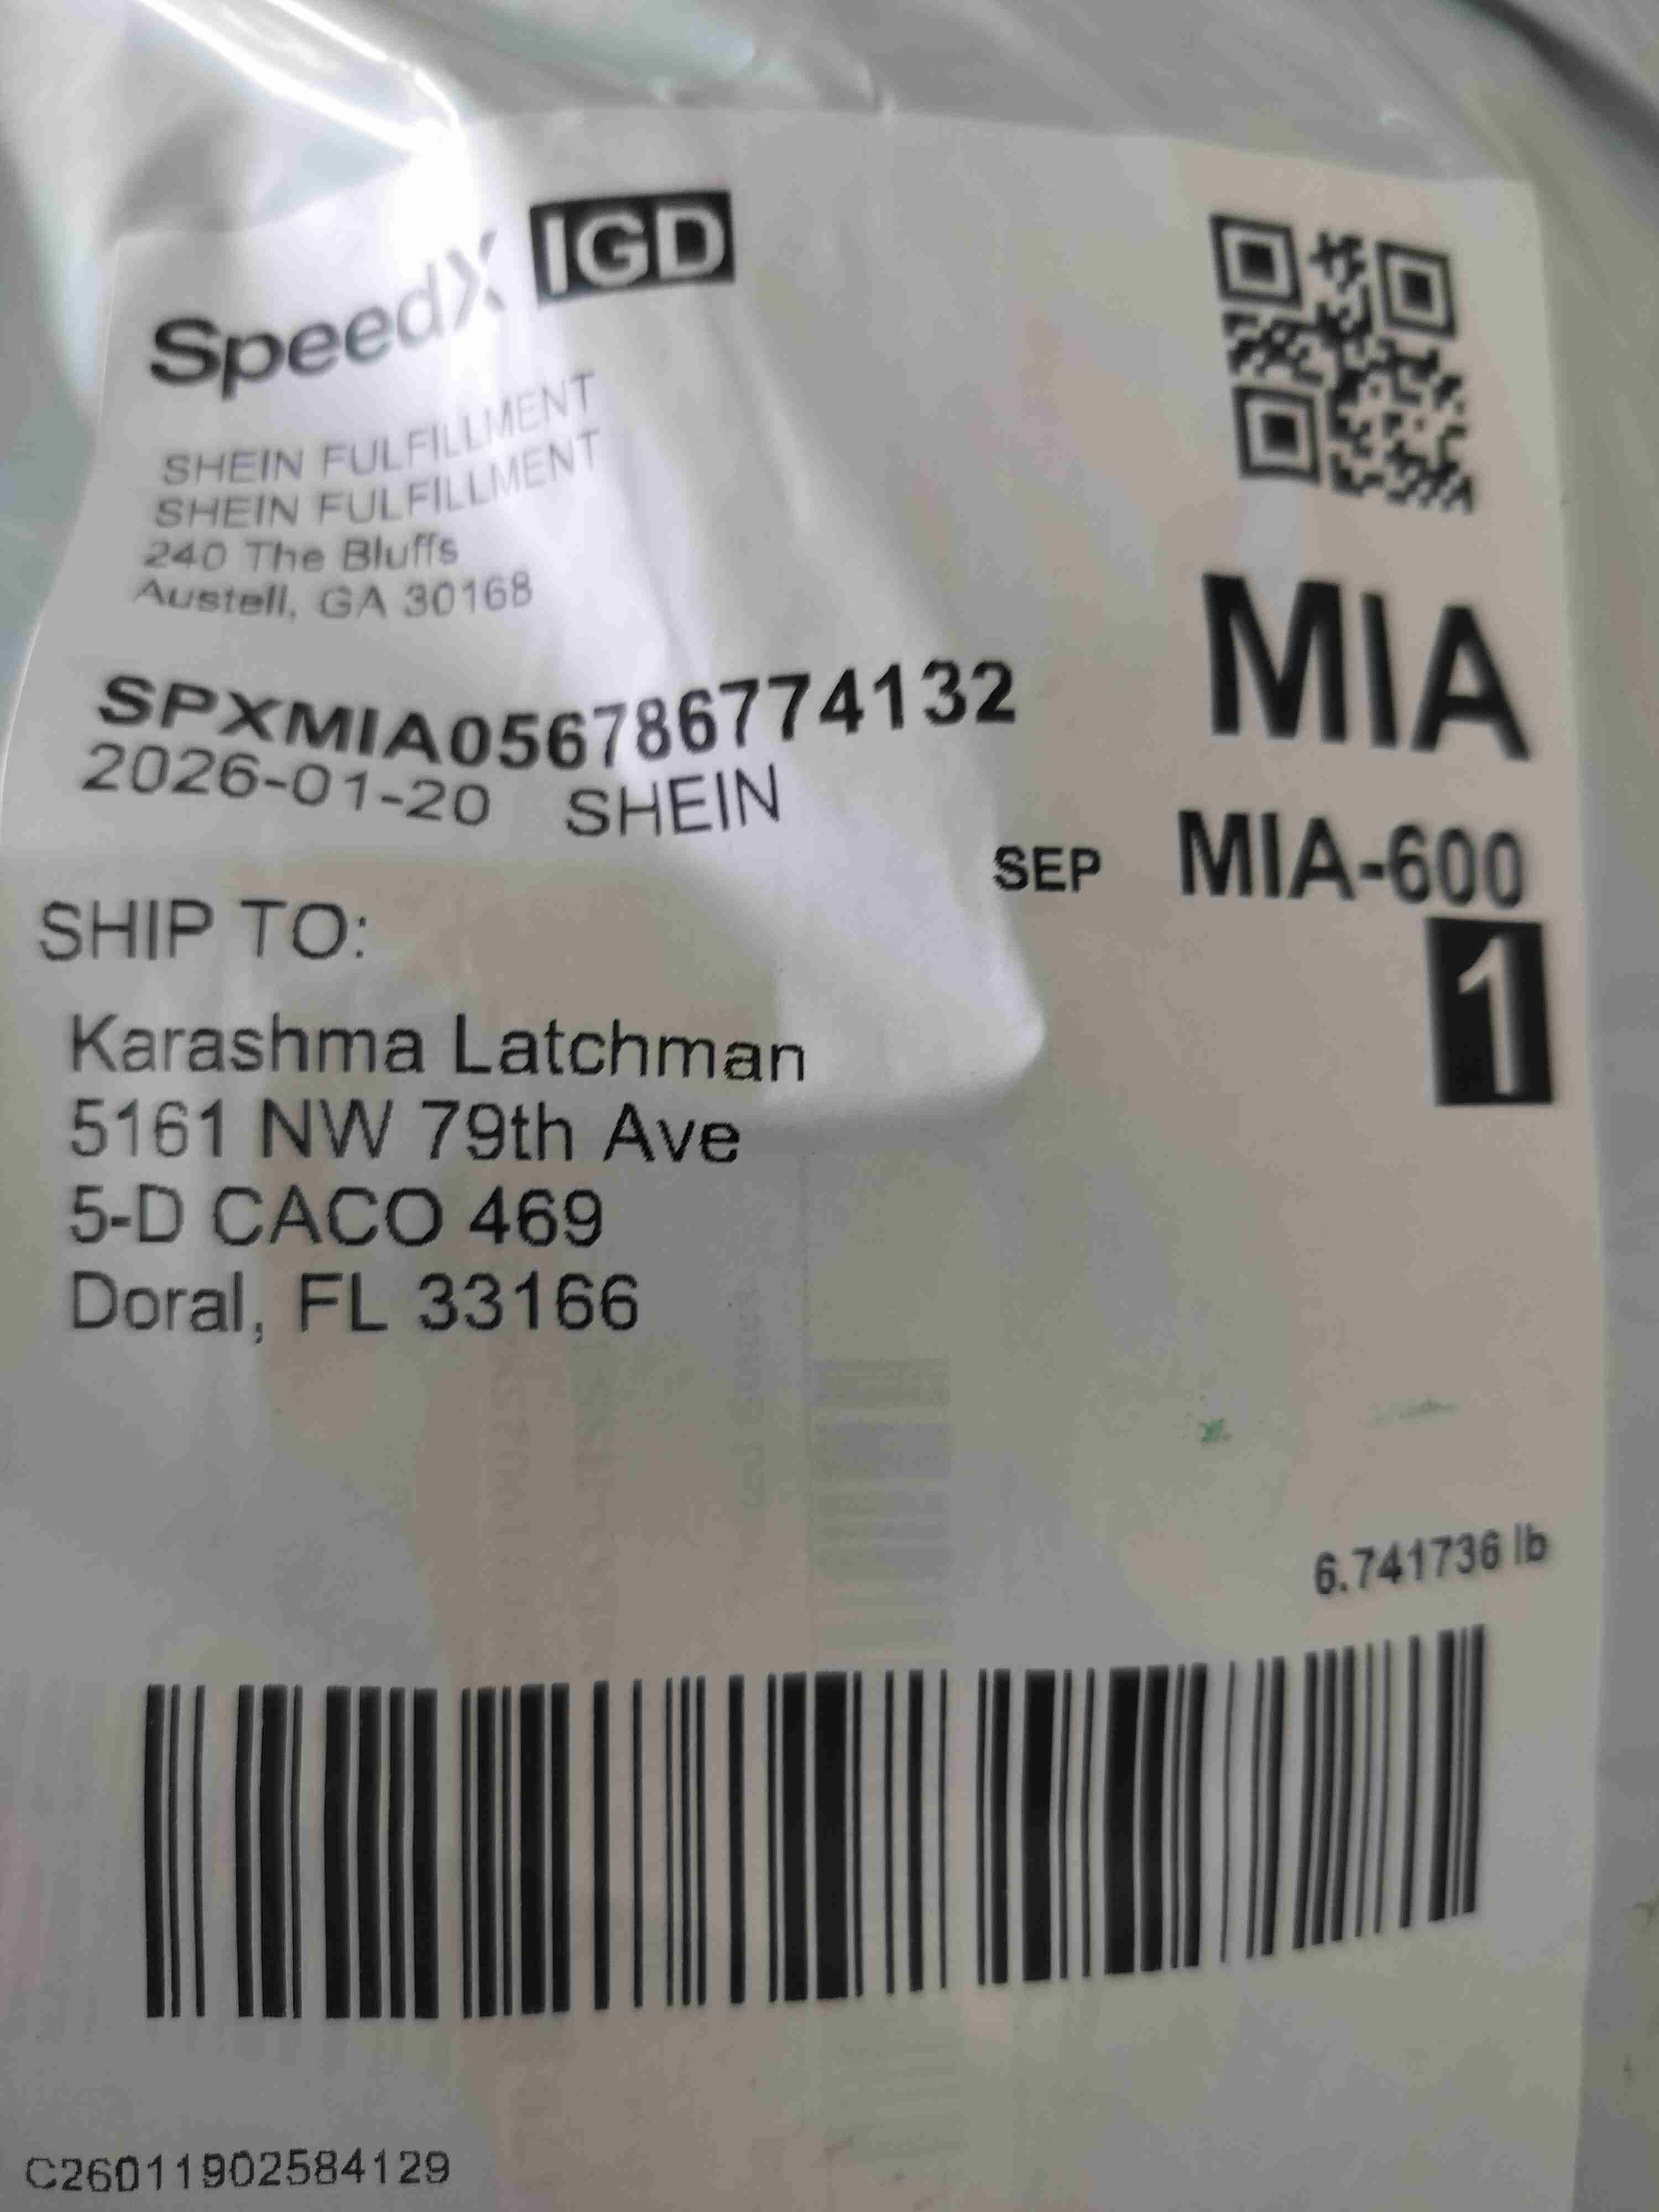 SpeedX IGD
SHEIN FULFILLMENT
SHEIN FULFILLMENT
240 The Bluffs
Austell, GA 30168
SPXMIA056786774132
2026-01-20 SHEIN
MIA
SEP MIA-600
1
SHIP TO:
Karashma Latchman
5161 NW 79th Ave
5-D CACO 469
Doral, FL 33166
6.741736 lb
C26011902584129